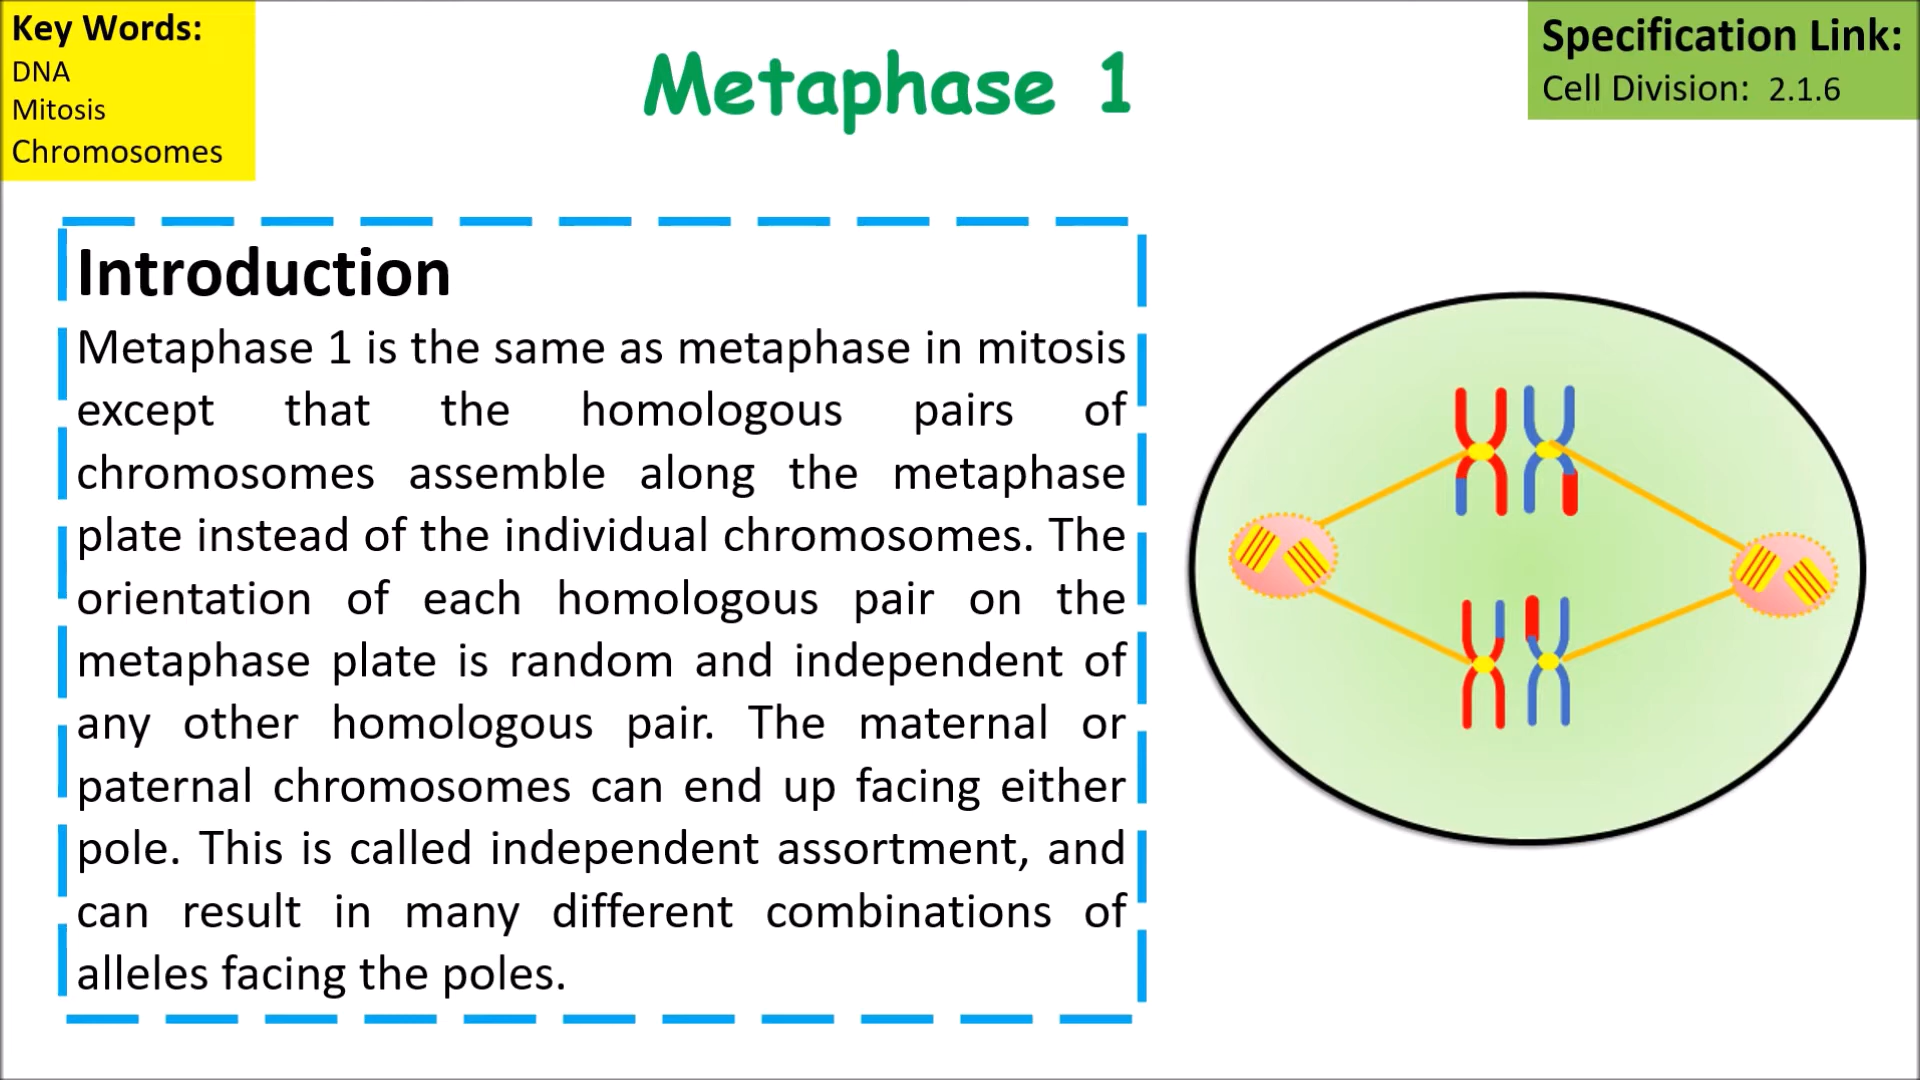 Key Words:
DNA
Mitosis
Chromosomes
Metaphase 1
Specification Link:
Cell Division: 2.1.6
Introduction
Metaphase 1 is the same as metaphase in mitosis
except that the homologous pairs of
chromosomes assemble along the metaphase
plate instead of the individual chromosomes. The
orientation of each homologous pair on the
metaphase plate is random and independent of
any other homologous pair. The maternal or
paternal chromosomes can end up facing either
pole. This is called independent assortment, and
can result in many different combinations of
alleles facing the poles.